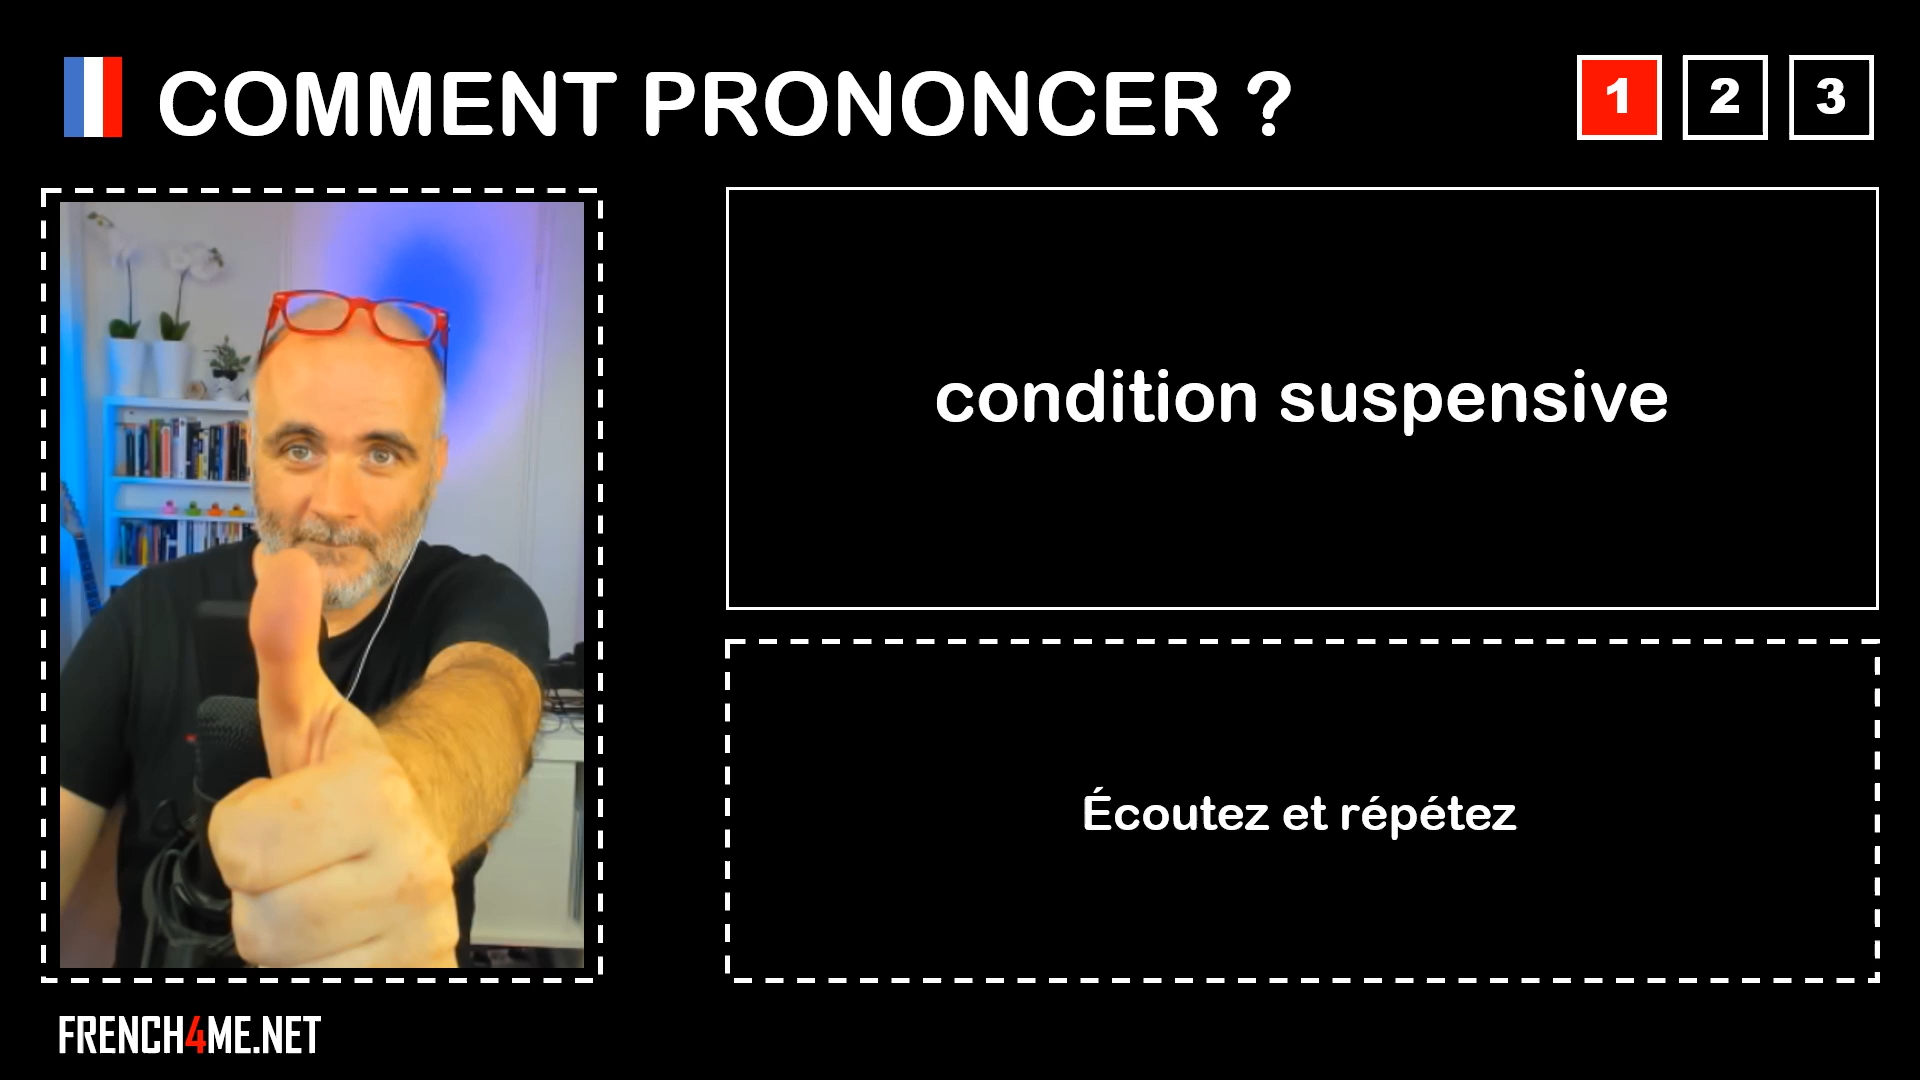 COMMENT PRONONCER ?
1 2 3
condition suspensive
Écoutez et répétez
FRENCH4ME.NET